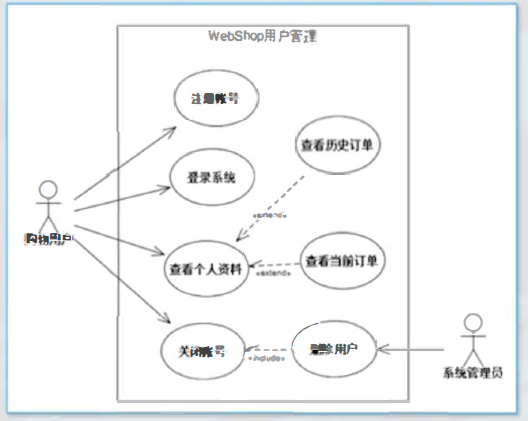 WebShop用户管理
注册账号
查看历史订单
登录系统
«extend»
购物用户
查看个人资料
«extend»
查看当前订单
关闭账号
«include»
删除用户
系统管理员